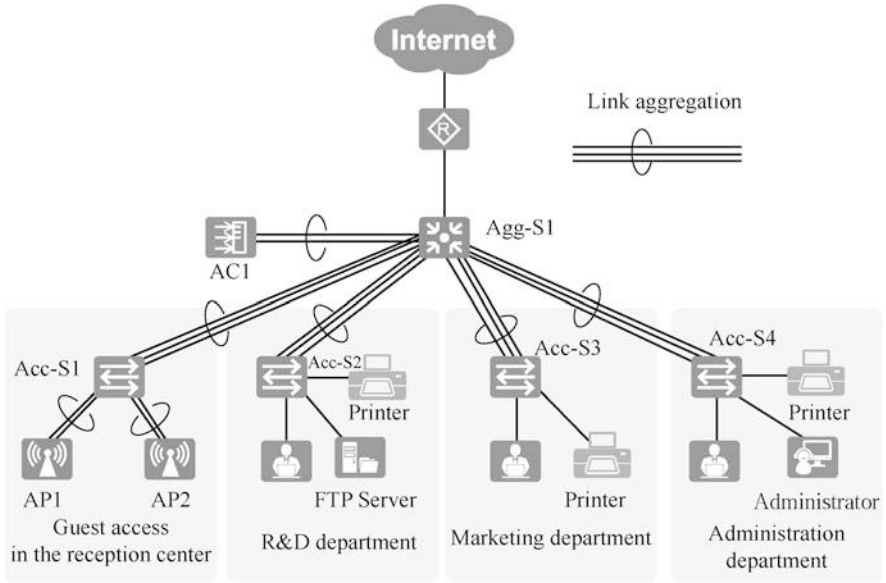 Internet
Link aggregation
R
Agg-S1
AC1
Acc-S1
Acc-S2
Acc-S3
Acc-S4
Printer
Printer
AP1
AP2
FTP Server
Printer
Administrator
Guest access
in the reception center
R&D department
Marketing department
Administration
department